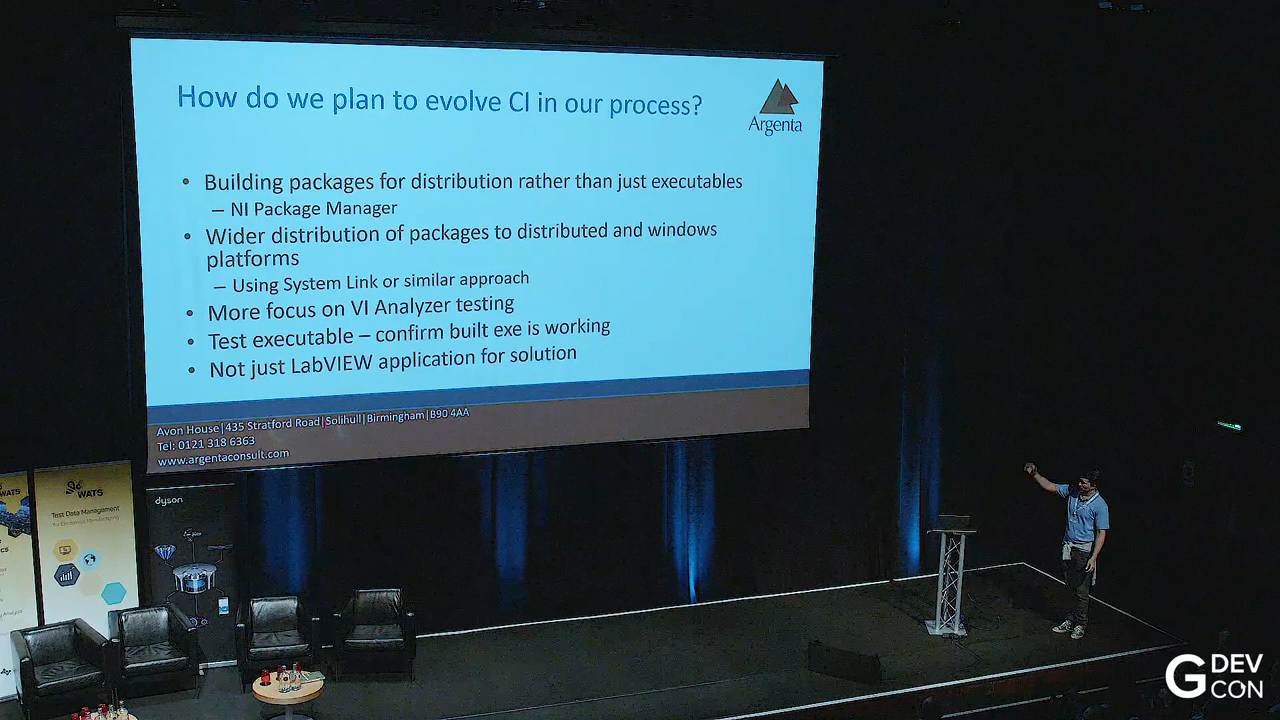 How do we plan to evolve CI in our process?
Argenta
• Building packages for distribution rather than just executables
– NI Package Manager
• Wider distribution of packages to distributed and windows
platforms
– Using System Link or similar approach
• More focus on VI Analyzer testing
• Test executable – confirm built exe is working
• Not just LabVIEW application for solution
Avon House|435 Stratford Road|Solihull|Birmingham|B90 4AA
Tel: 0121 318 6363
www.argentaconsult.com
WATS
WATS
Test Data Management
for Electronics Manufacturing
dyson
G DEV
CON